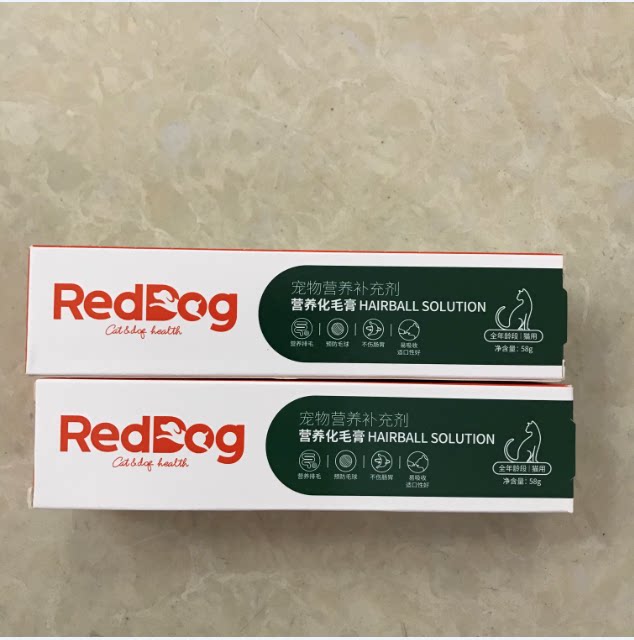 RedDog
Cat & dog health
宠物营养补充剂
营养化毛膏 HAIRBALL SOLUTION
营养排毛 预防毛球 不伤肠胃 易吸收
适口性好
全年龄段 | 猫用
净含量：58g
RedDog
Cat & dog health
宠物营养补充剂
营养化毛膏 HAIRBALL SOLUTION
营养排毛 预防毛球 不伤肠胃 易吸收
适口性好
全年龄段 | 猫用
净含量：58g